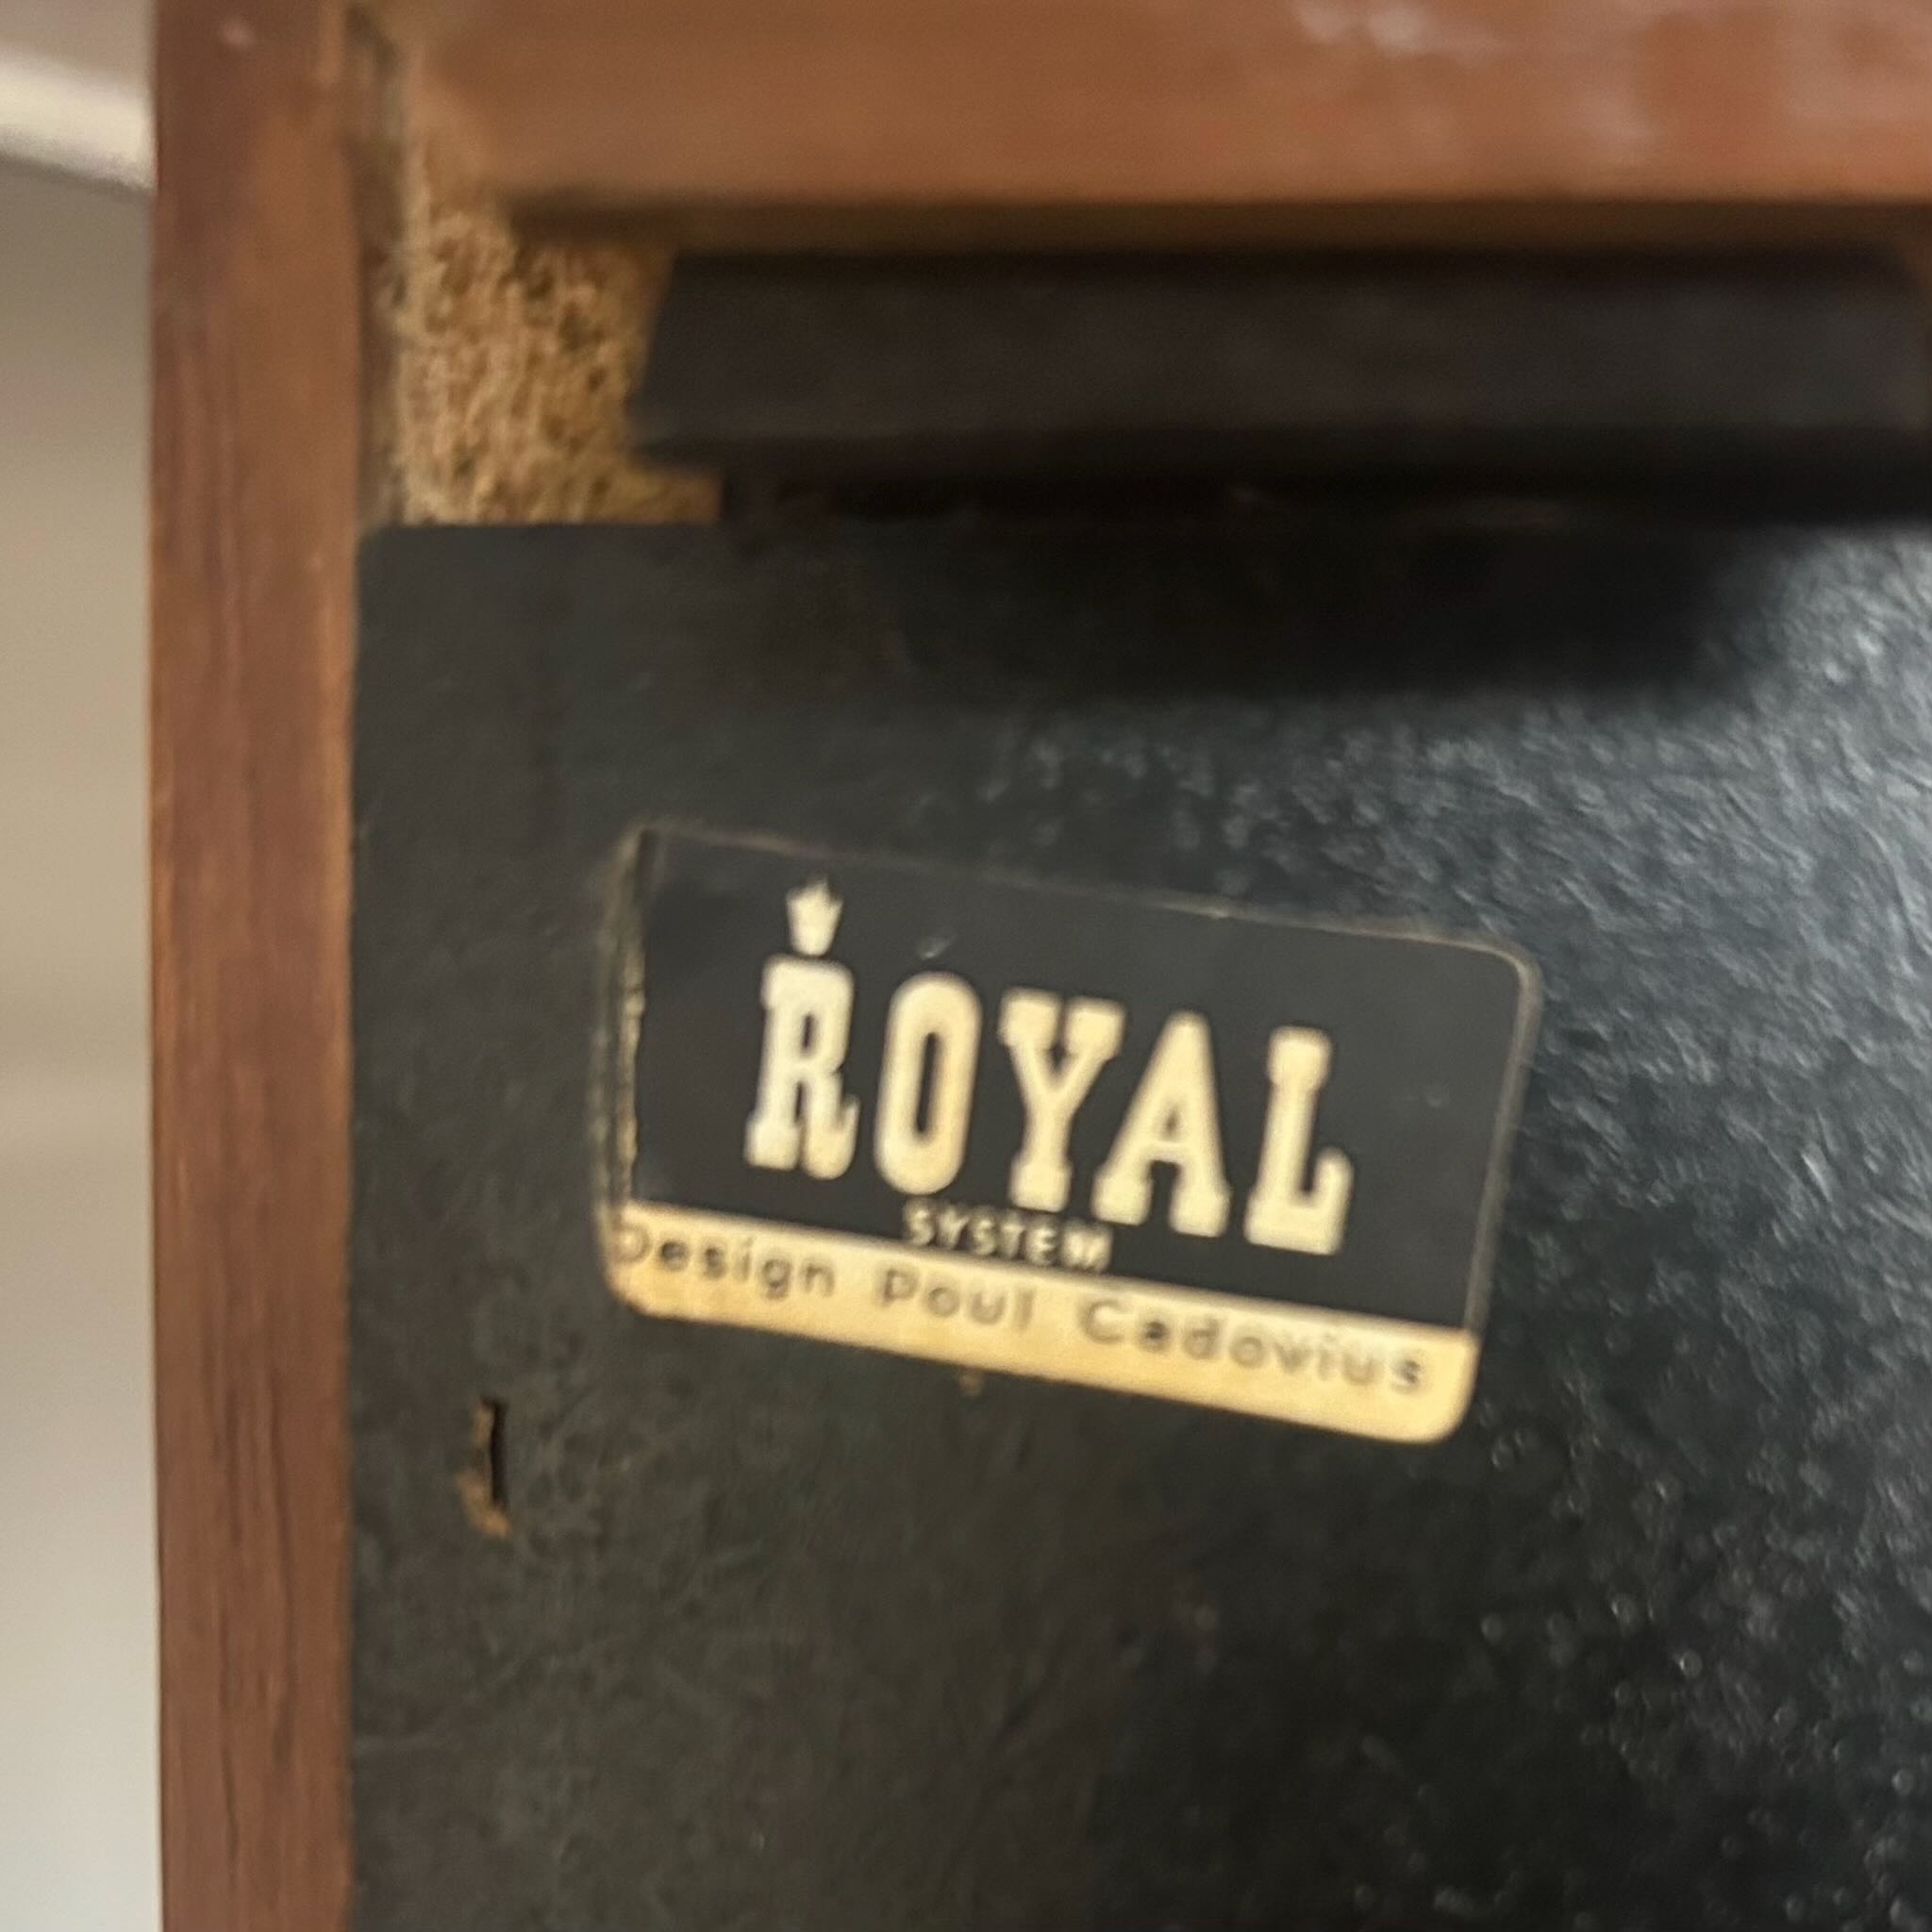 ROYAL
SYSTEM
Design Poul Cadovius